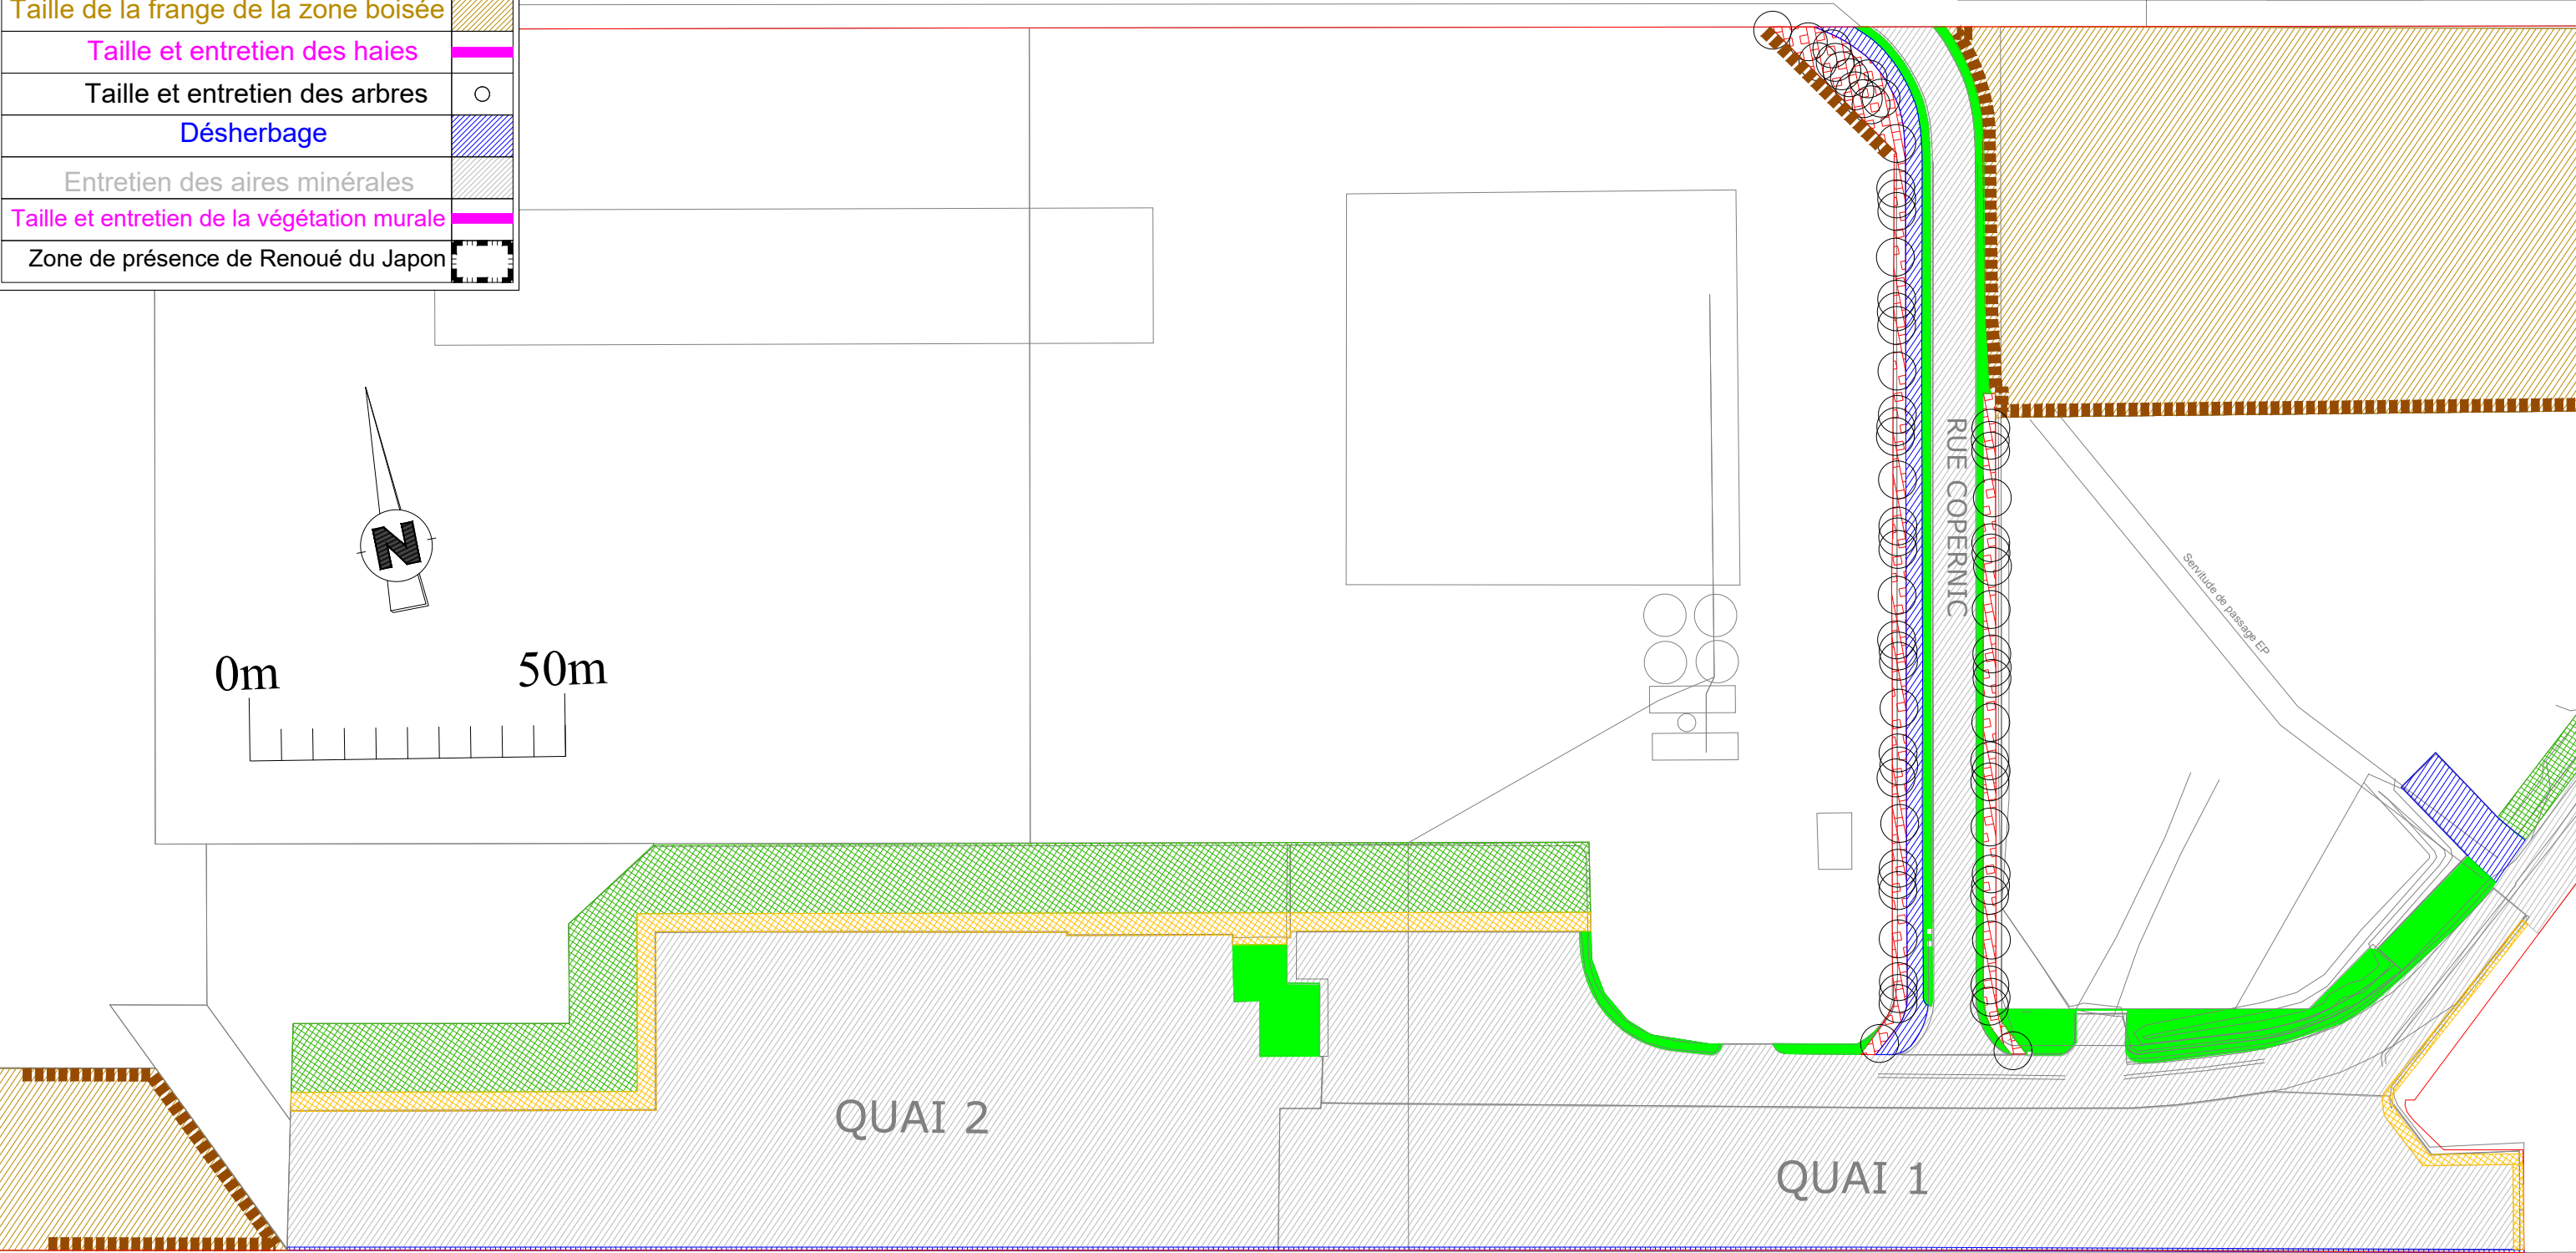 Taille de la frange de la zone boisée
Taille et entretien des haies
Taille et entretien des arbres
Désherbage
Entretien des aires minérales
Taille et entretien de la végétation murale
Zone de présence de Renoué du Japon
N
0m
50m
RUE COPERNIC
Servitude de passage EP
QUAI 2
QUAI 1